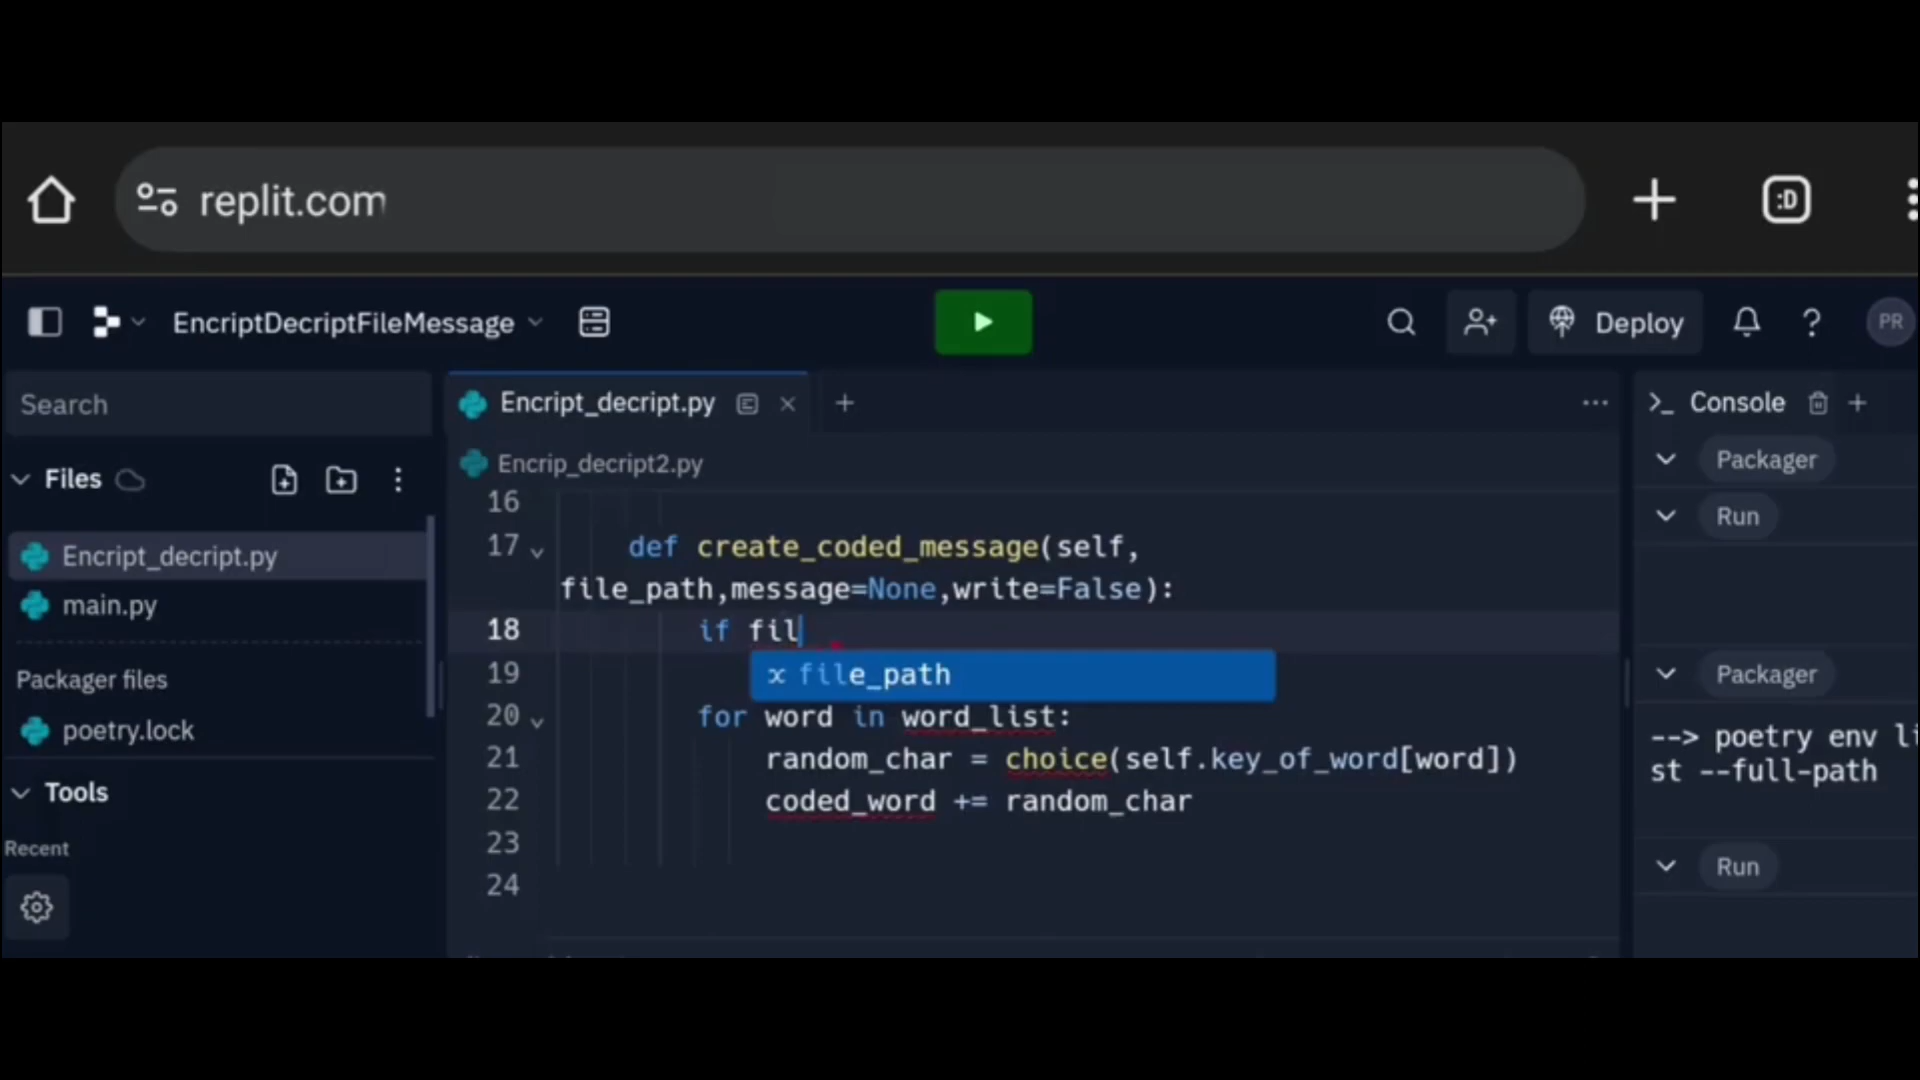 replit.com
:D
EncriptDecriptFileMessage
Deploy
?
PR
Search
Files
Encript_decript.py
main.py
Packager files
poetry.lock
Tools
Recent
Encript_decript.py
Encrip_decript2.py
16
17 def create_coded_message(self,
file_path,message=None,write=False):
18 if fil
19 file_path
20 for word in word_list:
21 random_char = choice(self.key_of_word[word])
22 coded_word += random_char
23
24
>_ Console
Packager
Run
Packager
--> poetry env li
st --full-path
Run